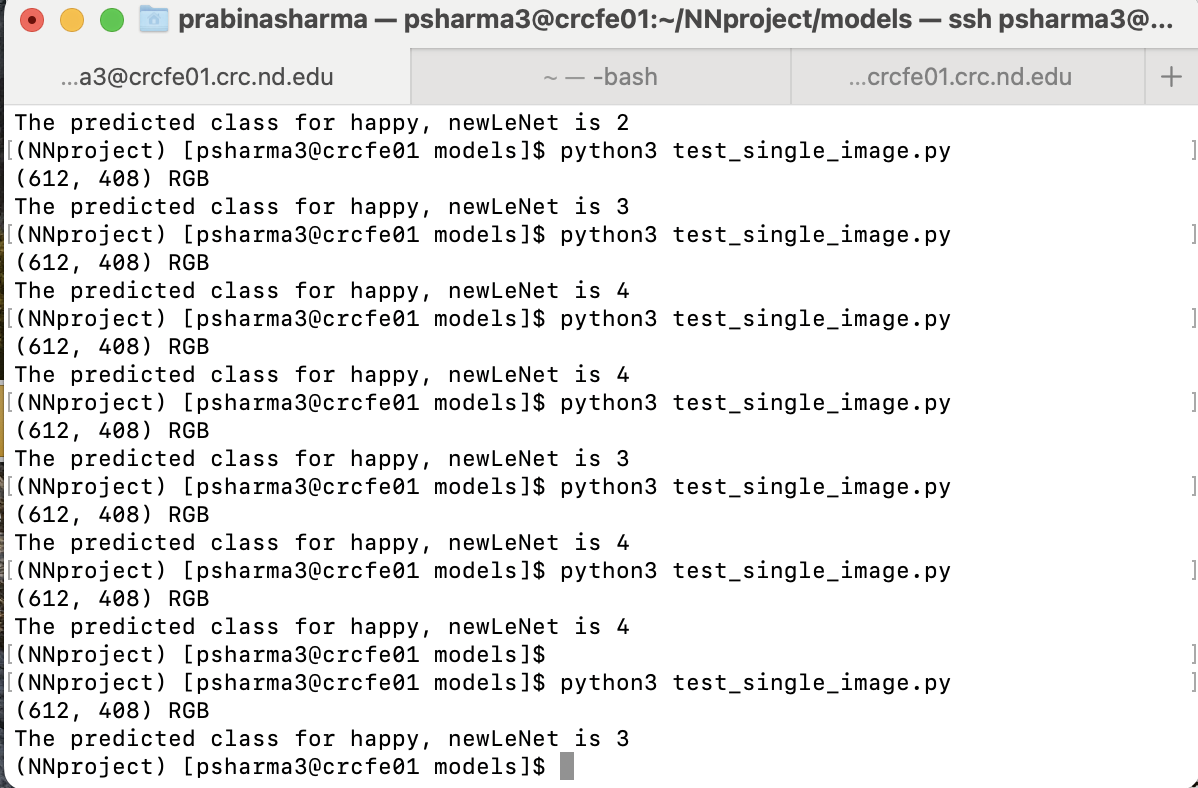 prabinasharma — psharma3@crcfe01:~/NNproject/models — ssh psharma3@...
...a3@crcfe01.crc.nd.edu
~ — -bash
...crcfe01.crc.nd.edu
+
The predicted class for happy, newLeNet is 2
[(NNproject) [psharma3@crcfe01 models]$ python3 test_single_image.py ]
(612, 408) RGB
The predicted class for happy, newLeNet is 3
[(NNproject) [psharma3@crcfe01 models]$ python3 test_single_image.py ]
(612, 408) RGB
The predicted class for happy, newLeNet is 4
[(NNproject) [psharma3@crcfe01 models]$ python3 test_single_image.py ]
(612, 408) RGB
The predicted class for happy, newLeNet is 4
[(NNproject) [psharma3@crcfe01 models]$ python3 test_single_image.py ]
(612, 408) RGB
The predicted class for happy, newLeNet is 3
[(NNproject) [psharma3@crcfe01 models]$ python3 test_single_image.py ]
(612, 408) RGB
The predicted class for happy, newLeNet is 4
[(NNproject) [psharma3@crcfe01 models]$ python3 test_single_image.py ]
(612, 408) RGB
The predicted class for happy, newLeNet is 4
[(NNproject) [psharma3@crcfe01 models]$ ]
[(NNproject) [psharma3@crcfe01 models]$ python3 test_single_image.py ]
(612, 408) RGB
The predicted class for happy, newLeNet is 3
(NNproject) [psharma3@crcfe01 models]$